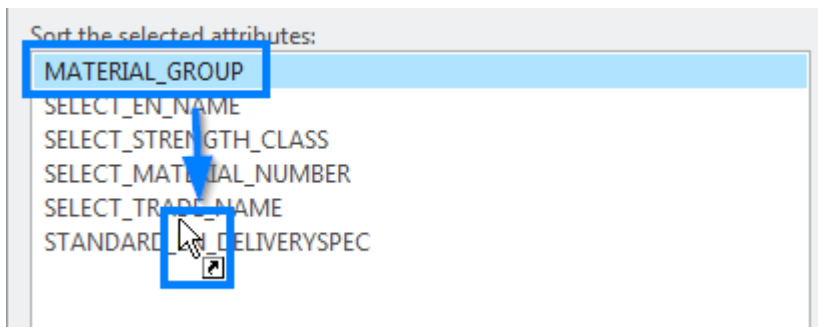 Sort the selected attributes:
MATERIAL_GROUP
SELECT_EN_NAME
SELECT_STRENGTH_CLASS
SELECT_MATERIAL_NUMBER
SELECT_TRADE_NAME
STANDARD_EN_DELIVERYSPEC